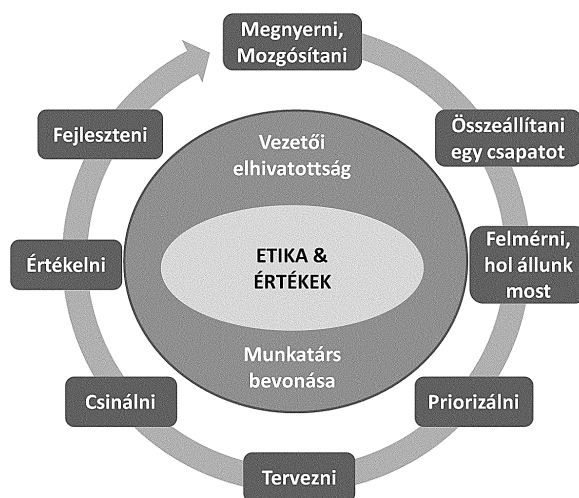 Megnyerni,
Mozgósítani
Összeállítani
egy csapatot
Felmérni,
hol állunk
most
Priorizálni
Tervezni
Csinálni
Értékelni
Fejleszteni
Vezetői
elhivatottság
ETIKA &
ÉRTÉKEK
Munkatárs
bevonása